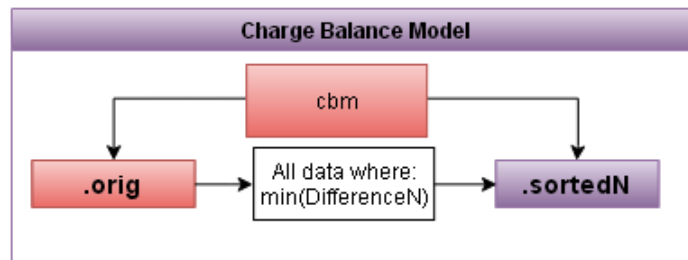 Charge Balance Model
cbm
.orig
All data where:
min(DifferenceN)
.sortedN